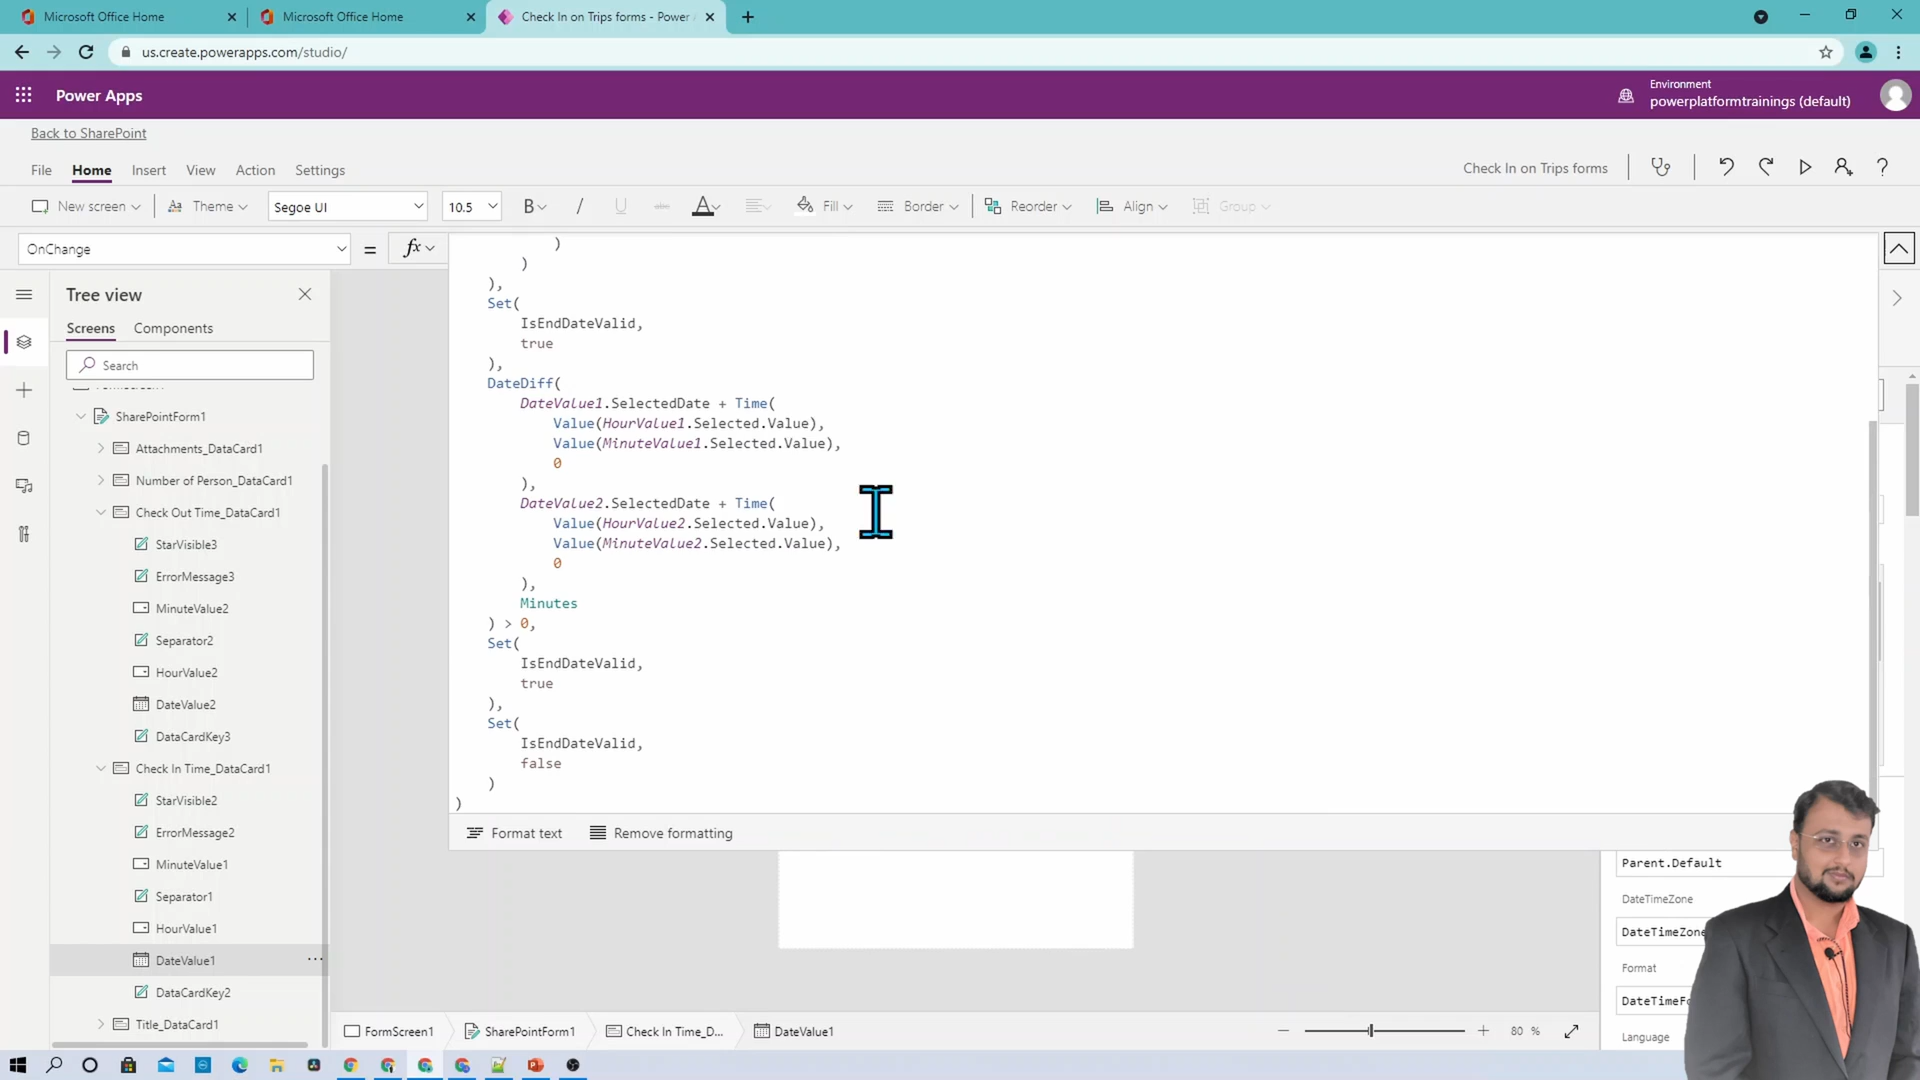 Microsoft Office Home
Microsoft Office Home
Check In on Trips forms - Power
us.create.powerapps.com/studio/
Power Apps
Environment
powerplatformtrainings (default)
Back to SharePoint
File Home Insert View Action Settings
Check In on Trips forms
New screen
Theme
Segoe UI
10.5
B
/
U
abc
A
Fill
Border
Reorder
Align
Group
OnChange
=
fx
)
)
),
Set(
IsEndDateValid,
true
),
DateDiff(
DateValue1.SelectedDate + Time(
Value(HourValue1.Selected.Value),
Value(MinuteValue1.Selected.Value),
0
),
DateValue2.SelectedDate + Time(
Value(HourValue2.Selected.Value),
Value(MinuteValue2.Selected.Value),
0
),
Minutes
) > 0,
Set(
IsEndDateValid,
true
),
Set(
IsEndDateValid,
false
)
)
Format text
Remove formatting
Tree view
Screens
Components
Search
SharePointForm1
Attachments_DataCard1
Number of Person_DataCard1
Check Out Time_DataCard1
StarVisible3
ErrorMessage3
MinuteValue2
Separator2
HourValue2
DateValue2
DataCardKey3
Check In Time_DataCard1
StarVisible2
ErrorMessage2
MinuteValue1
Separator1
HourValue1
DateValue1
DataCardKey2
Title_DataCard1
Parent.Default
DateTimeZone
DateTimeZone
Format
Language
FormScreen1
SharePointForm1
Check In Time_D...
DateValue1
80 %